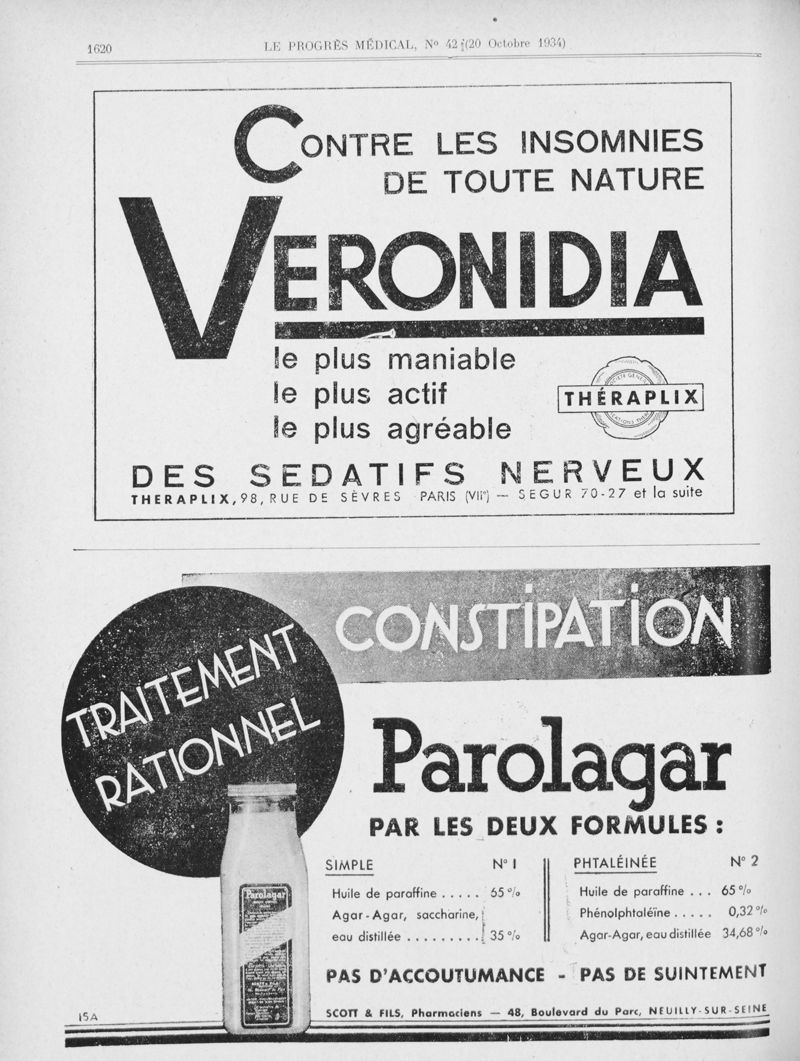 1620
LE PROGRÈS MÉDICAL, No 42 (20 Octobre 1934)
CONTRE LES INSOMNIES
DE TOUTE NATURE
VERONIDIA
le plus maniable
le plus actif
le plus agréable
THÉRAPLIX
DES SEDATIFS NERVEUX
THERAPLIX, 98, RUE DE SÈVRES PARIS (VIIe) — SEGUR 70-27 et la suite
CONSTIPATION
TRAITEMENT
RATIONNEL
Parolagar
PAR LES DEUX FORMULES :
SIMPLE No 1
Huile de paraffine ..... 65 %
Agar-Agar, saccharine,
eau distillée ......... 35 %
PHTALÉINÉE No 2
Huile de paraffine ... 65 %
Phénolphtaléïne ..... 0,32 %
Agar-Agar, eau distillée 34,68 %
Parolagar
PAS D'ACCOUTUMANCE - PAS DE SUINTEMENT
15A
SCOTT & FILS, Pharmaciens — 48, Boulevard du Parc, NEUILLY-SUR-SEINE